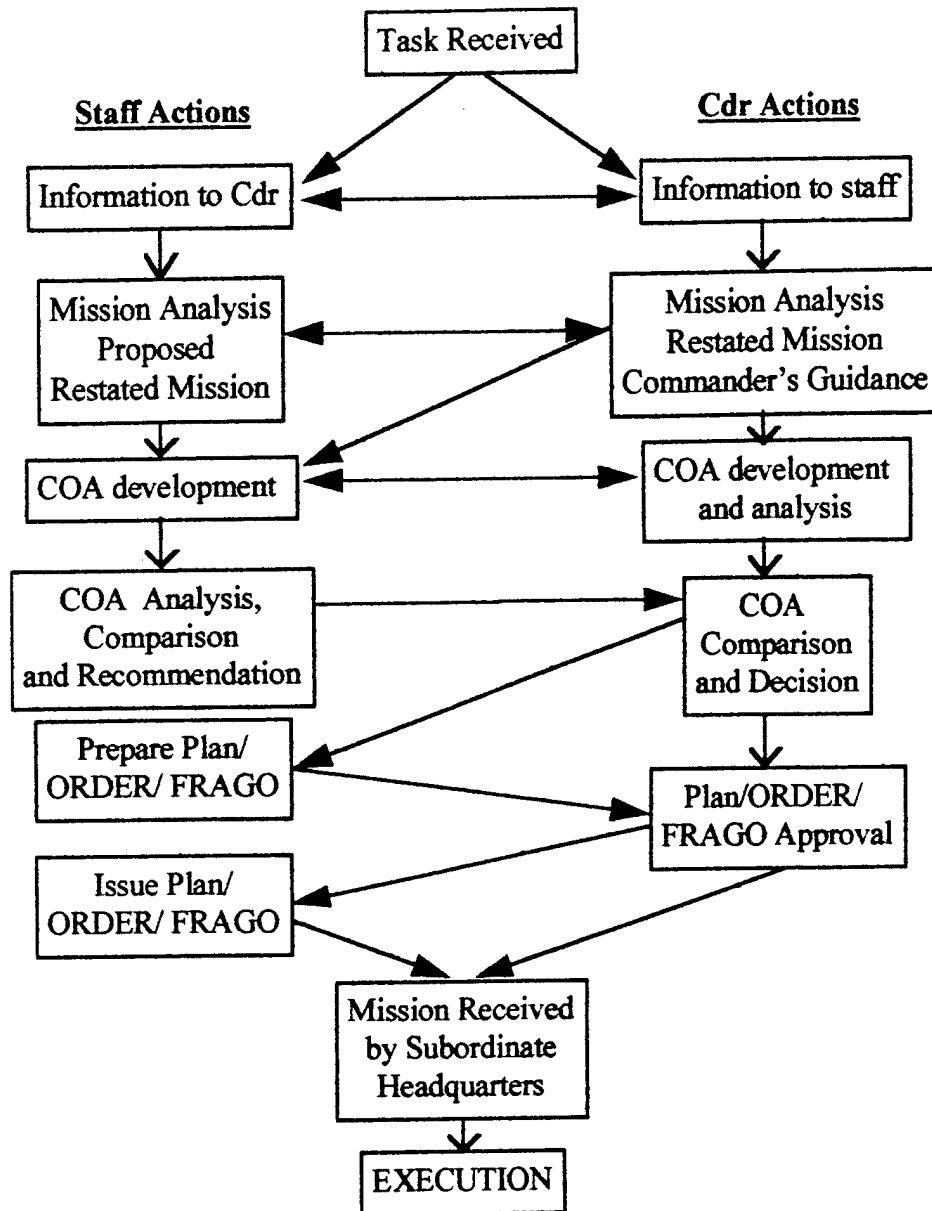 Task Received
Staff Actions
Cdr Actions
Information to Cdr
Information to staff
Mission Analysis
Proposed
Restated Mission
Mission Analysis
Restated Mission
Commander's Guidance
COA development
COA development
and analysis
COA Analysis,
Comparison
and Recommendation
COA
Comparison
and Decision
Prepare Plan/
ORDER/ FRAGO
Plan/ORDER/
FRAGO Approval
Issue Plan/
ORDER/ FRAGO
Mission Received
by Subordinate
Headquarters
EXECUTION